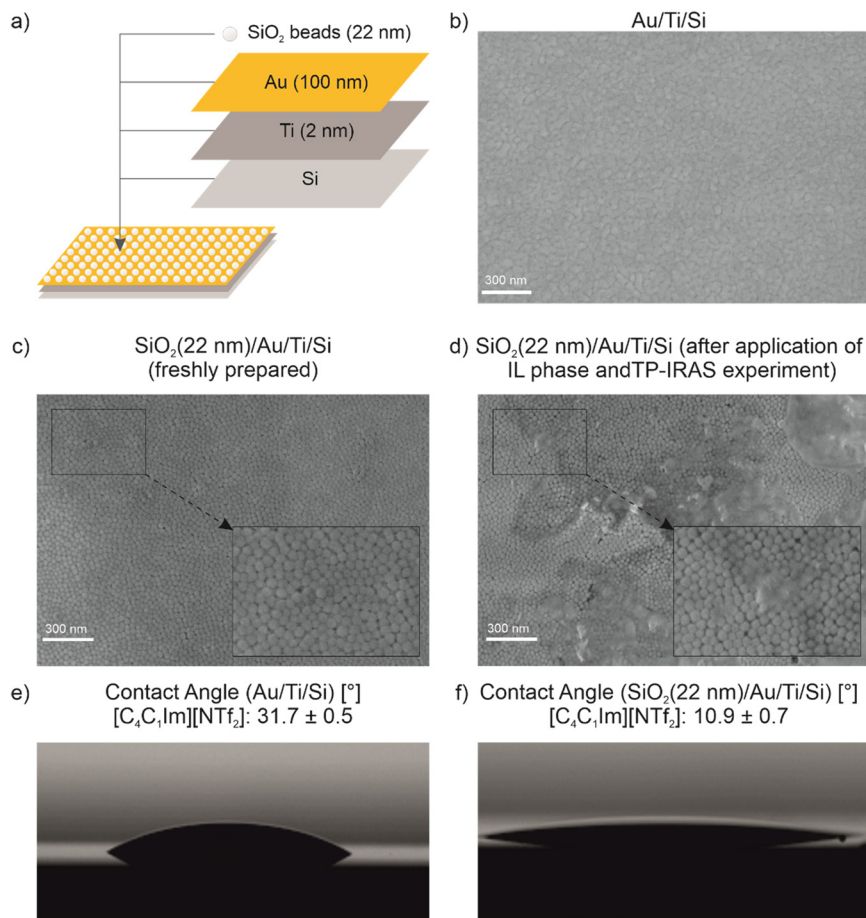 a)
SiO₂ beads (22 nm)
Au (100 nm)
Ti (2 nm)
Si
b)
Au/Ti/Si
300 nm
c)
SiO₂(22 nm)/Au/Ti/Si
(freshly prepared)
300 nm
d)
SiO₂(22 nm)/Au/Ti/Si (after application of
IL phase andTP-IRAS experiment)
300 nm
e)
Contact Angle (Au/Ti/Si) [°]
[C₄C₁Im][NTf₂]: 31.7 ± 0.5
f)
Contact Angle (SiO₂(22 nm)/Au/Ti/Si) [°]
[C₄C₁Im][NTf₂]: 10.9 ± 0.7